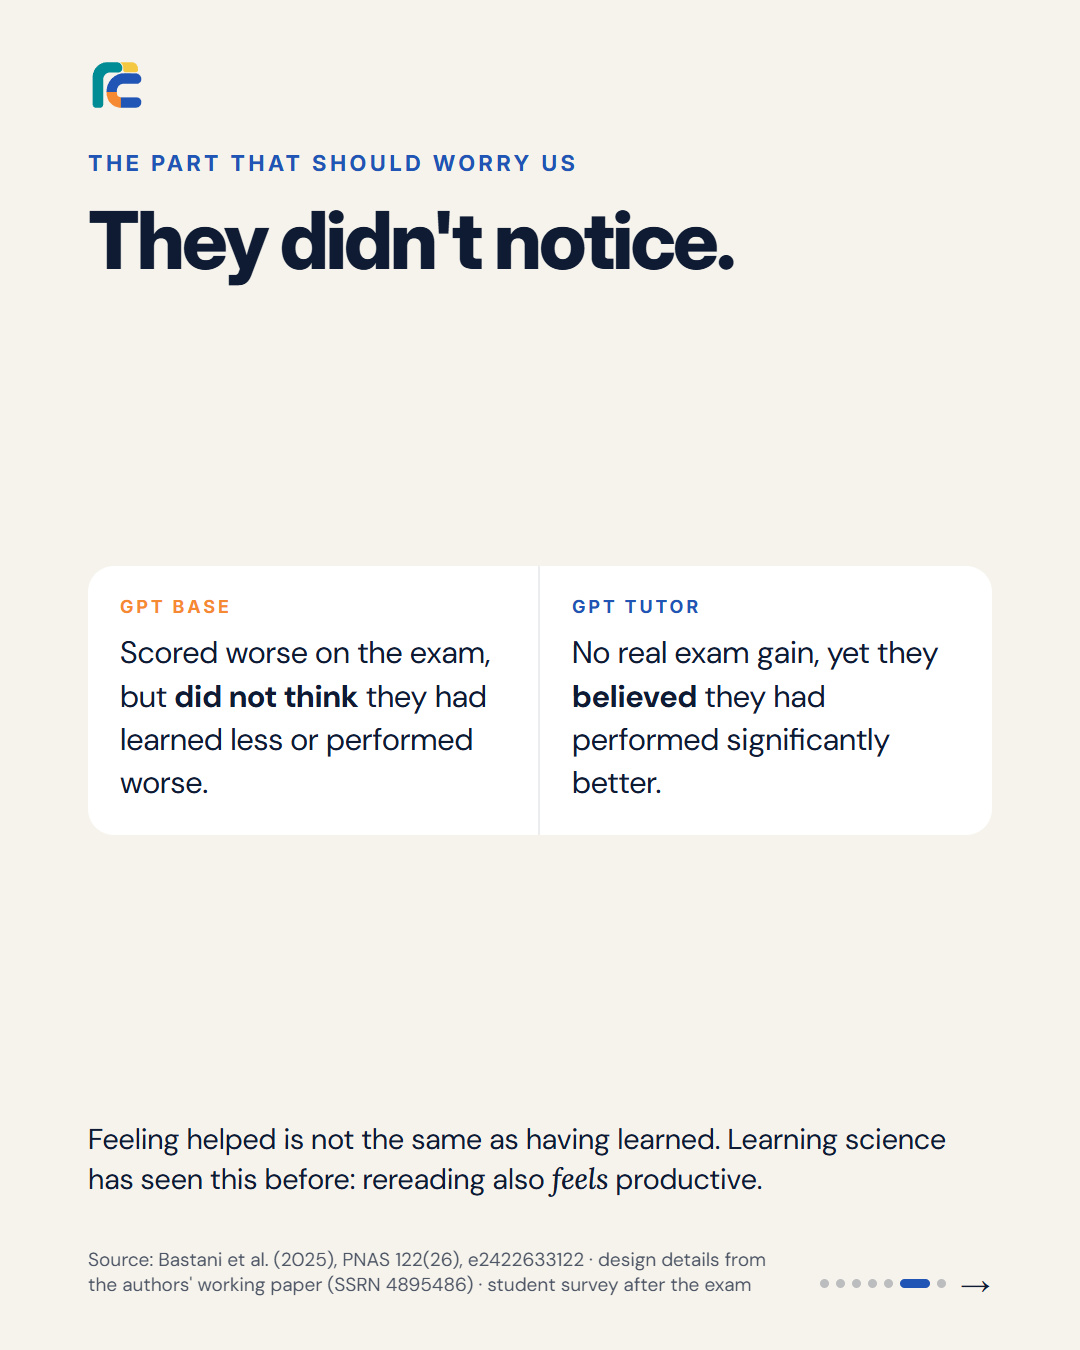 THE PART THAT SHOULD WORRY US
They didn't notice.
GPT BASE
Scored worse on the exam,
but did not think they had
learned less or performed
worse.
GPT TUTOR
No real exam gain, yet they
believed they had
performed significantly
better.
Feeling helped is not the same as having learned. Learning science
has seen this before: rereading also feels productive.
Source: Bastani et al. (2025), PNAS 122(26), e2422633122 · design details from
the authors' working paper (SSRN 4895486) · student survey after the exam